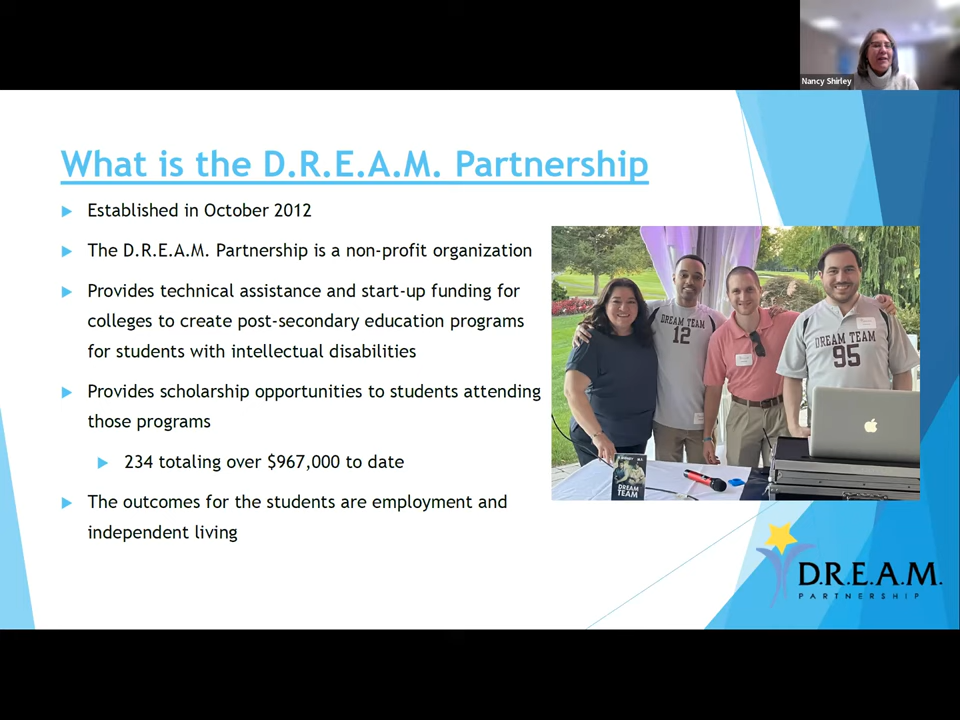 Nancy Shirley
What is the D.R.E.A.M. Partnership
Established in October 2012
The D.R.E.A.M. Partnership is a non-profit organization
Provides technical assistance and start-up funding for
colleges to create post-secondary education programs
for students with intellectual disabilities
Provides scholarship opportunities to students attending
those programs
234 totaling over $967,000 to date
The outcomes for the students are employment and
independent living
DREAM TEAM
12
DREAM TEAM
95
DREAM
TEAM
D.R.E.A.M.
PARTNERSHIP